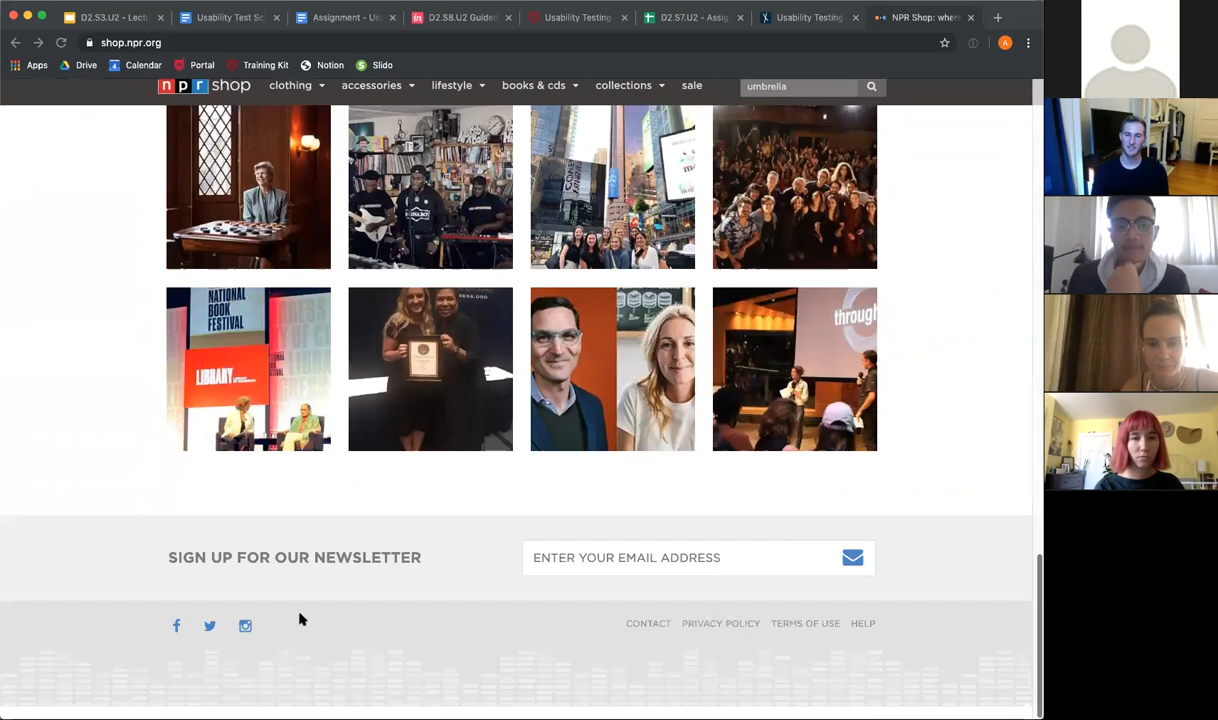 D2.S3.U2 - Lect
Usability Test Sc
Assignment - Us
D2.S8.U2 Guided
Usability Testing
D2.S7.U2 - Assig
Usability Testing
NPR Shop: where
shop.npr.org
A
Apps
Drive
Calendar
Portal
Training Kit
Notion
Slido
npr shop
clothing
accessories
lifestyle
books & cds
collections
sale
umbrella
NATIONAL
BOOK
FESTIVAL
LIBRARY
through
SIGN UP FOR OUR NEWSLETTER
ENTER YOUR EMAIL ADDRESS
CONTACT
PRIVACY POLICY
TERMS OF USE
HELP